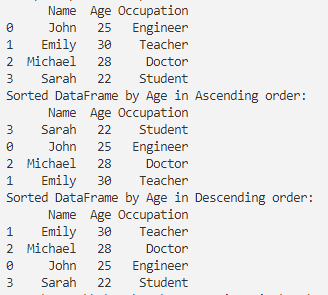 Name Age Occupation
0 John 25 Engineer
1 Emily 30 Teacher
2 Michael 28 Doctor
3 Sarah 22 Student
Sorted DataFrame by Age in Ascending order:
Name Age Occupation
3 Sarah 22 Student
0 John 25 Engineer
2 Michael 28 Doctor
1 Emily 30 Teacher
Sorted DataFrame by Age in Descending order:
Name Age Occupation
1 Emily 30 Teacher
2 Michael 28 Doctor
0 John 25 Engineer
3 Sarah 22 Student